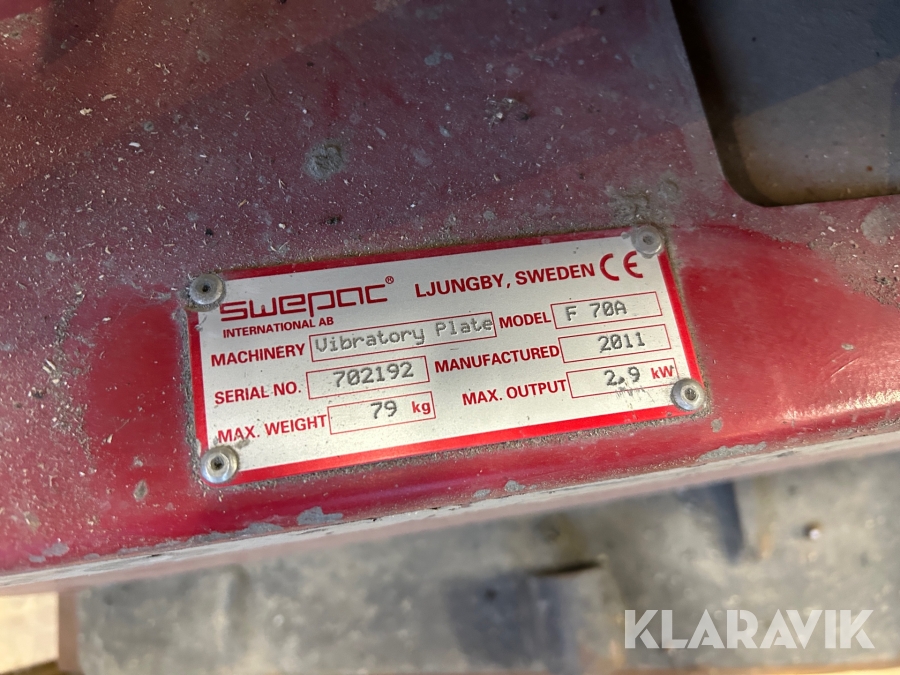 swepac® LJUNGBY, SWEDEN CE
INTERNATIONAL AB
MACHINERY Vibratory Plate MODEL F 70A
SERIAL NO. 702192 MANUFACTURED 2011
MAX. WEIGHT 79 kg MAX. OUTPUT 2.9 kW
KLARAVIK